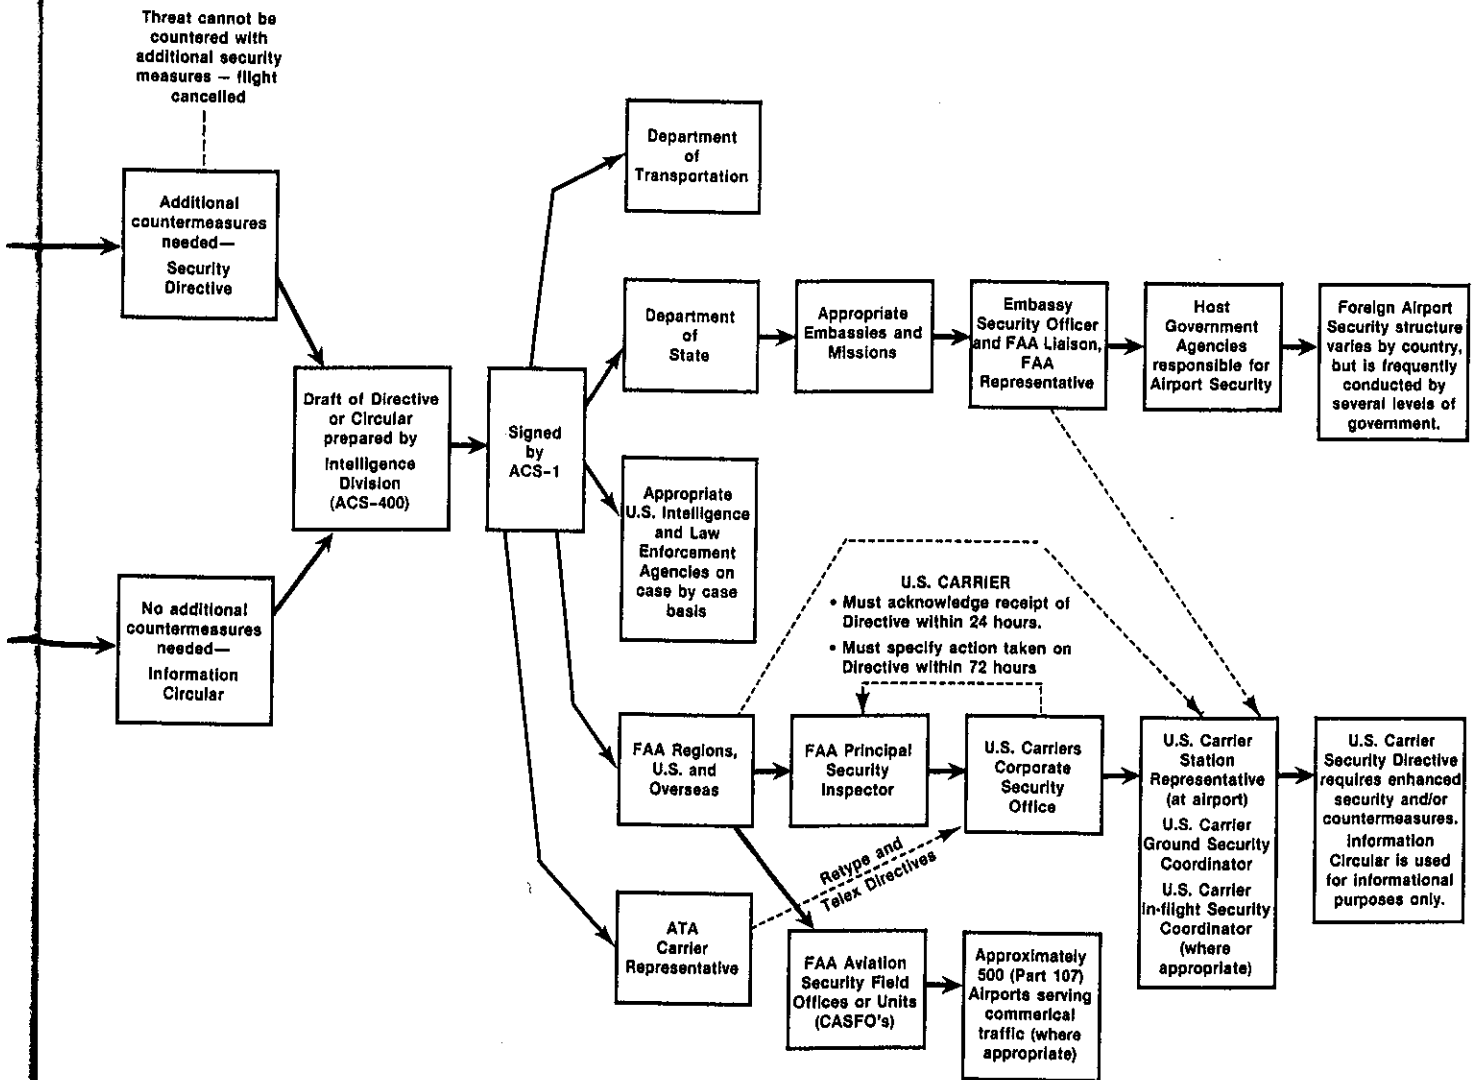 Threat cannot be
countered with
additional security
measures — flight
cancelled
Additional
countermeasures
needed—
Security
Directive
No additional
countermeasures
needed—
Information
Circular
Draft of Directive
or Circular
prepared by
Intelligence
Division
(ACS-400)
Signed
by
ACS-1
Department
of
Transportation
Department
of
State
Appropriate
Embassies and
Missions
Embassy
Security Officer
and FAA Liaison,
FAA
Representative
Host
Government
Agencies
responsible for
Airport Security
Foreign Airport
Security structure
varies by country,
but is frequently
conducted by
several levels of
government.
Appropriate
U.S. Intelligence
and Law
Enforcement
Agencies on
case by case
basis
U.S. CARRIER
• Must acknowledge receipt of
Directive within 24 hours.
• Must specify action taken on
Directive within 72 hours
FAA Regions,
U.S. and
Overseas
FAA Principal
Security
Inspector
U.S. Carriers
Corporate
Security
Office
U.S. Carrier
Station
Representative
(at airport)
U.S. Carrier
Ground Security
Coordinator
U.S. Carrier
In-flight Security
Coordinator
(where
appropriate)
U.S. Carrier
Security Directive
requires enhanced
security and/or
countermeasures.
Information
Circular is used
for informational
purposes only.
Retype and
Telex Directives
ATA
Carrier
Representative
FAA Aviation
Security Field
Offices or Units
(CASFO's)
Approximately
500 (Part 107)
Airports serving
commerical
traffic (where
appropriate)